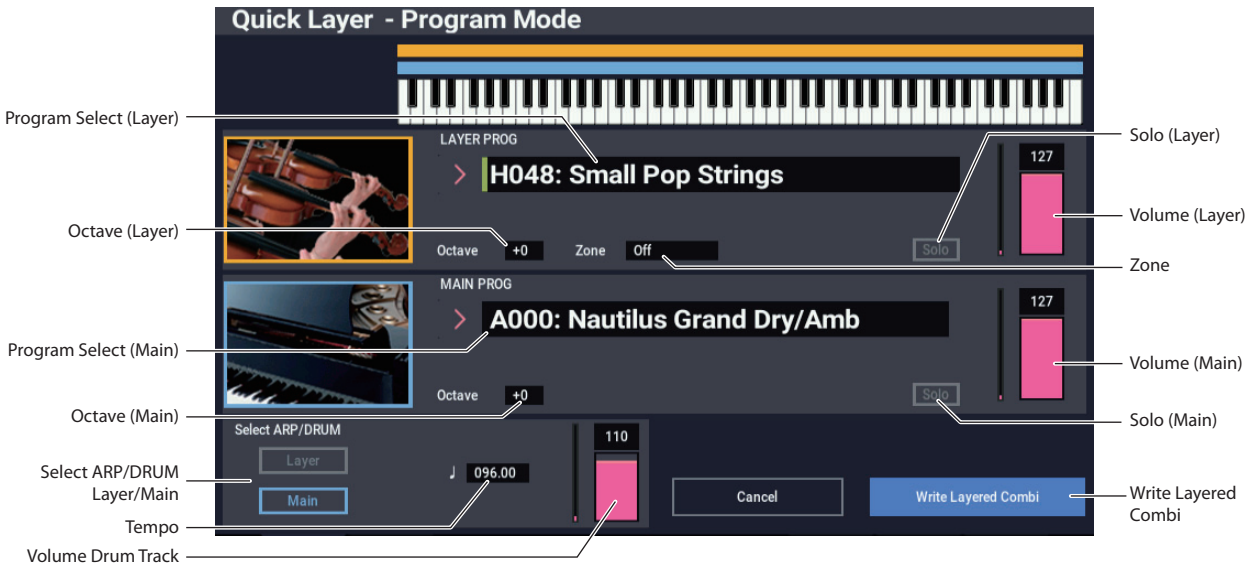 Quick Layer - Program Mode
Program Select (Layer)
LAYER PROG
H048: Small Pop Strings
127
Solo (Layer)
Volume (Layer)
Octave (Layer)
Octave +0 Zone Off Solo
Zone
MAIN PROG
A000: Nautilus Grand Dry/Amb
127
Program Select (Main)
Volume (Main)
Octave +0 Solo
Octave (Main)
Solo (Main)
Select ARP/DRUM
Layer
Main
♩ 096.00
110
Select ARP/DRUM
Layer/Main
Tempo
Volume Drum Track
Cancel
Write Layered Combi
Write Layered
Combi